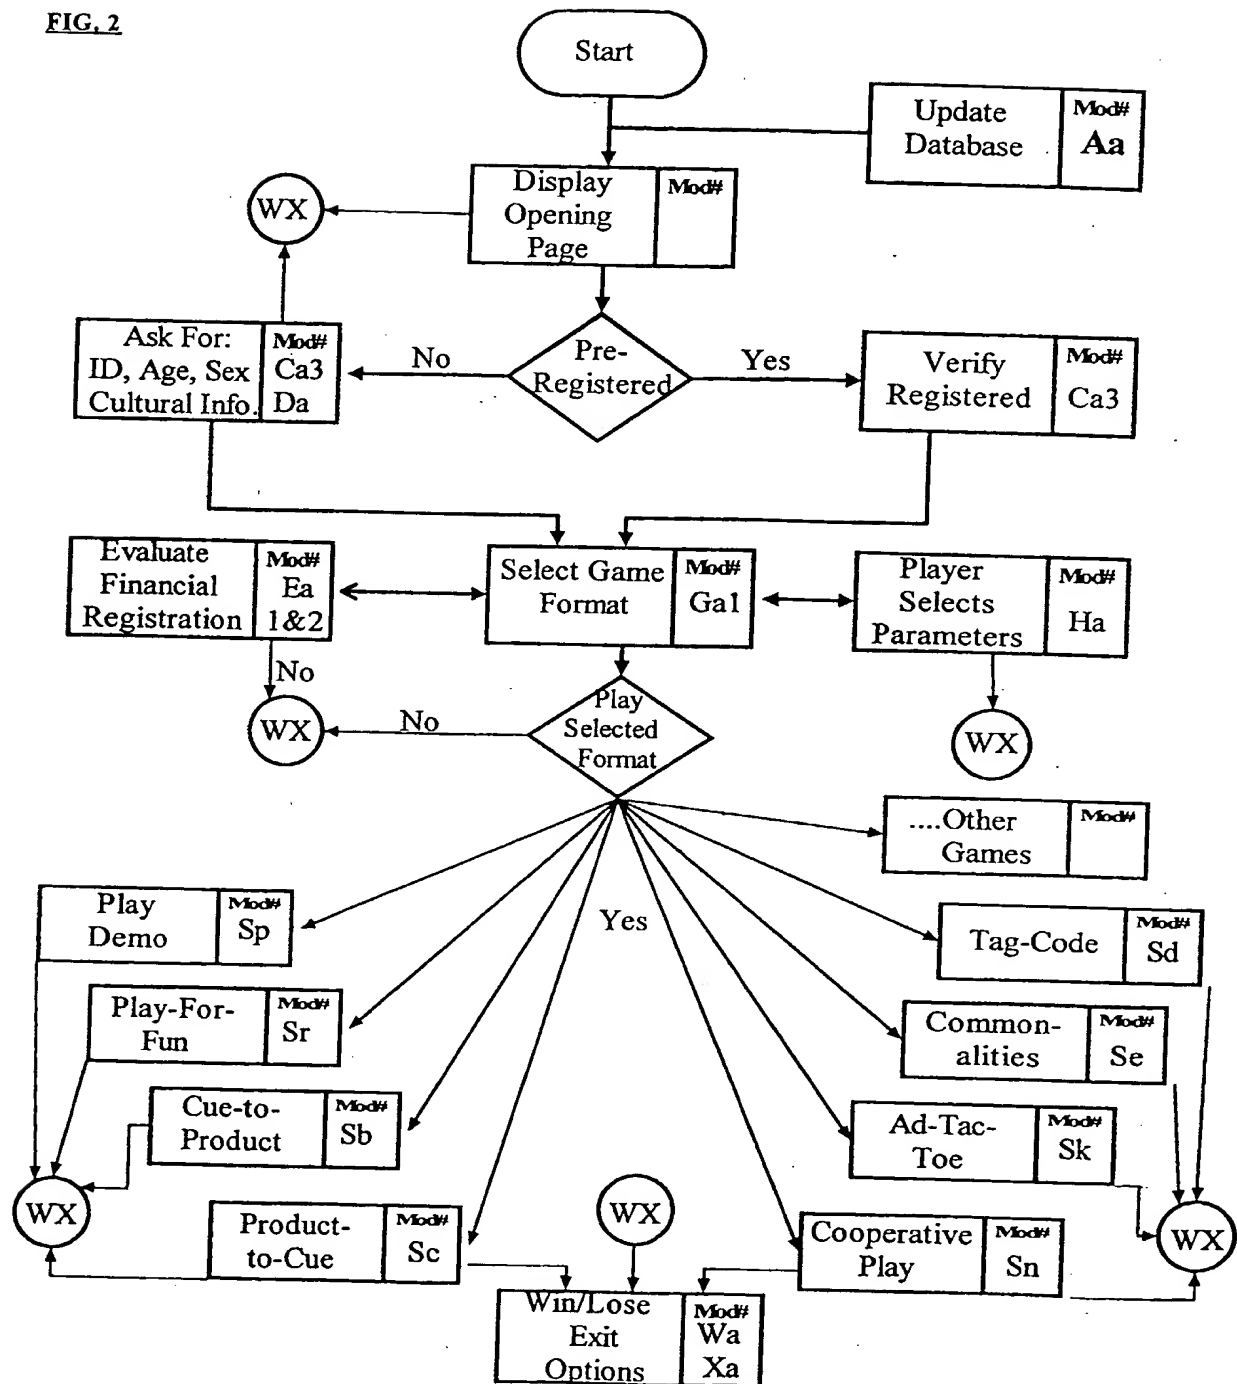 FIG. 2
Start
Update
Database
Mod#
Aa
Display
Opening
Page
Mod#
WX
Ask For:
ID, Age, Sex
Cultural Info.
Mod#
Ca3
Da
No
Pre-
Registered
Yes
Verify
Registered
Mod#
Ca3
Evaluate
Financial
Registration
Mod#
Ea
1&2
Select Game
Format
Mod#
Ga1
Player
Selects
Parameters
Mod#
Ha
No
WX
No
Play
Selected
Format
WX
....Other
Games
Mod#
Play
Demo
Mod#
Sp
Yes
Tag-Code
Mod#
Sd
Play-For-
Fun
Mod#
Sr
Common-
alities
Mod#
Se
Cue-to-
Product
Mod#
Sb
Ad-Tac-
Toe
Mod#
Sk
WX
Product-
to-Cue
Mod#
Sc
WX
Cooperative
Play
Mod#
Sn
WX
Win/Lose
Exit
Options
Mod#
Wa
Xa